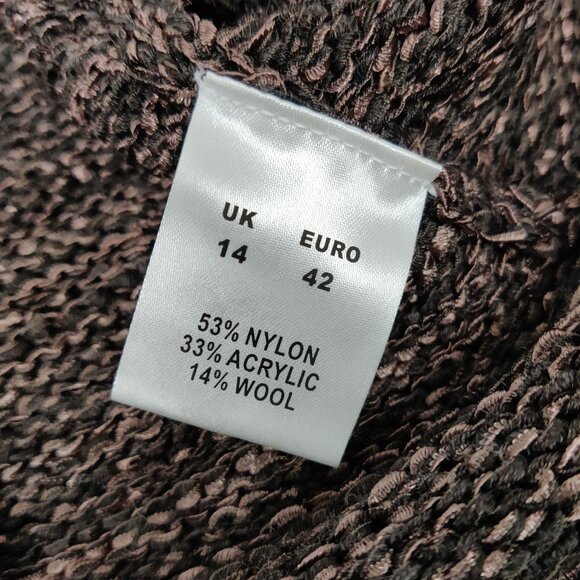 UK EURO
14 42
53% NYLON
33% ACRYLIC
14% WOOL